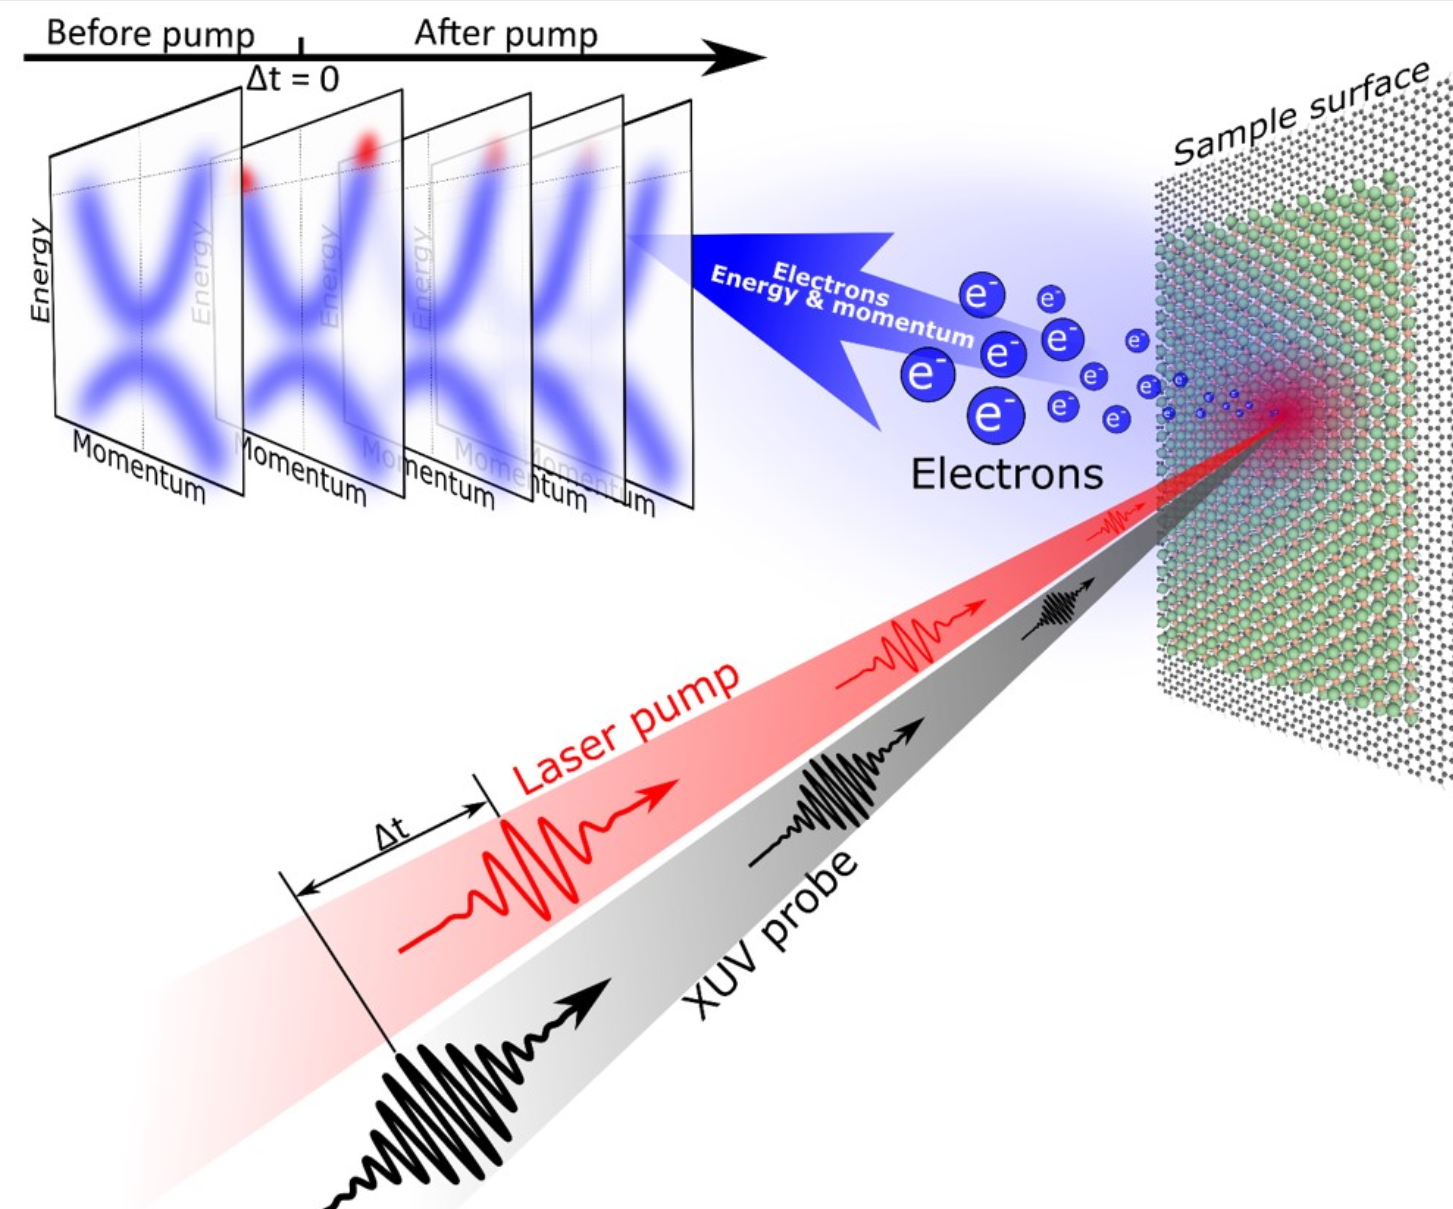 Before pump
After pump
Δt = 0
Sample surface
Energy
Energy
Energy
Energy
Momentum
Momentum
Momentum
Momentum
Momentum
Electrons
Energy & momentum
e-
e-
e-
e-
e-
e-
e-
e-
e-
e-
e-
e-
Electrons
Laser pump
Δt
XUV probe